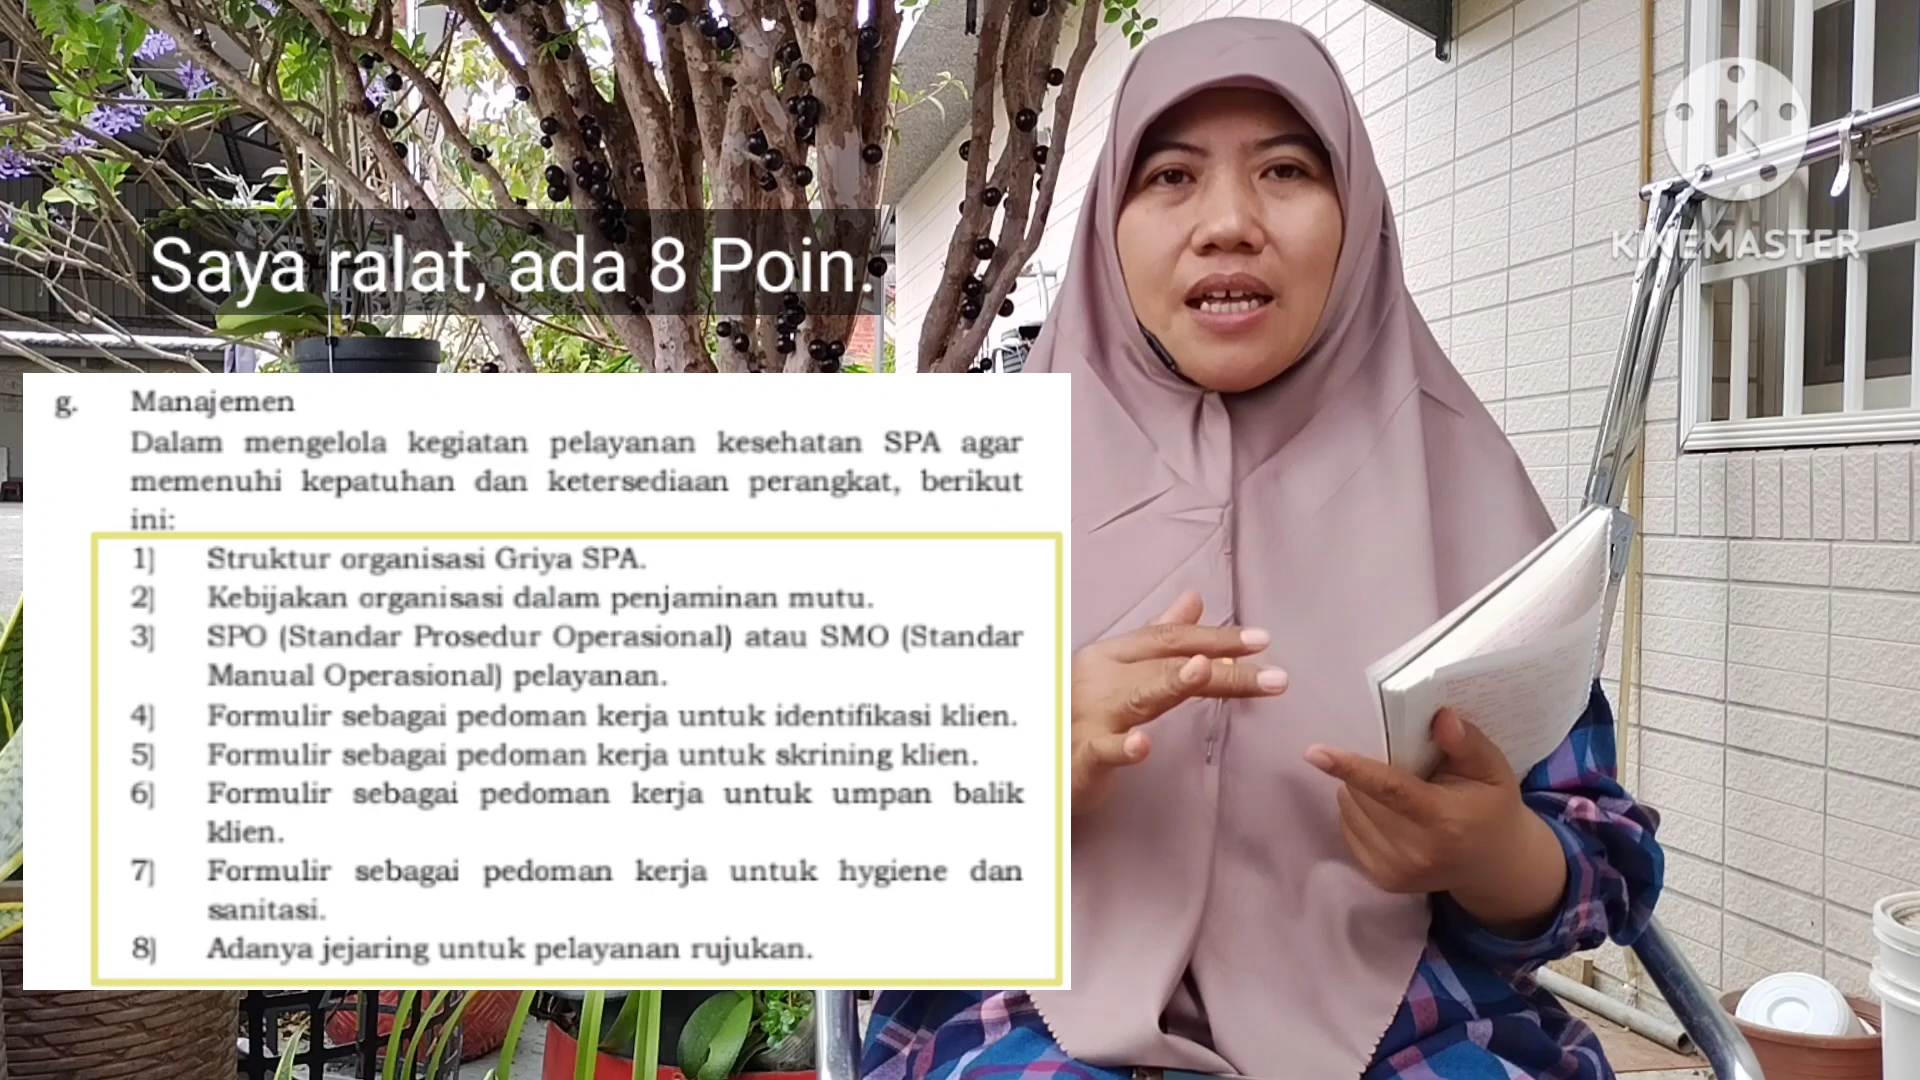 Saya ralat, ada 8 Poin.
KINEMASTER
g. Manajemen
Dalam mengelola kegiatan pelayanan kesehatan SPA agar
memenuhi kepatuhan dan ketersediaan perangkat, berikut
ini:
1) Struktur organisasi Griya SPA.
2) Kebijakan organisasi dalam penjaminan mutu.
3) SPO (Standar Prosedur Operasional) atau SMO (Standar
Manual Operasional) pelayanan.
4) Formulir sebagai pedoman kerja untuk identifikasi klien.
5) Formulir sebagai pedoman kerja untuk skrining klien.
6) Formulir sebagai pedoman kerja untuk umpan balik
klien.
7) Formulir sebagai pedoman kerja untuk hygiene dan
sanitasi.
8) Adanya jejaring untuk pelayanan rujukan.